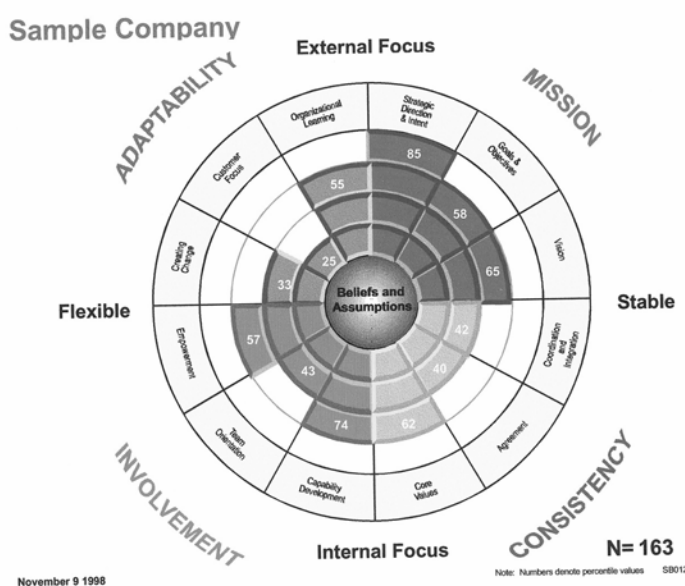 Sample Company
External Focus
ADAPTABILITY
MISSION
Organizational
Learning
Strategic
Direction
& Intent
Customer
Focus
Goals &
Objectives
85
55
58
Creating
Change
25
65
Vision
33
Flexible
Beliefs and
Assumptions
Stable
57
42
Empowerment
Coordination
and
Integration
43
40
74
62
Team
Orientation
Agreement
Capability
Development
Core
Values
INVOLVEMENT
CONSISTENCY
Internal Focus
N= 163
Note: Numbers denote percentile values
SB012
November 9 1998